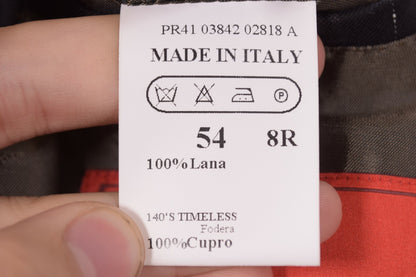 PR41 03842 02818 A
MADE IN ITALY
P
54 8R
100%Lana
140'S TIMELESS
Fodera
100%Cupro